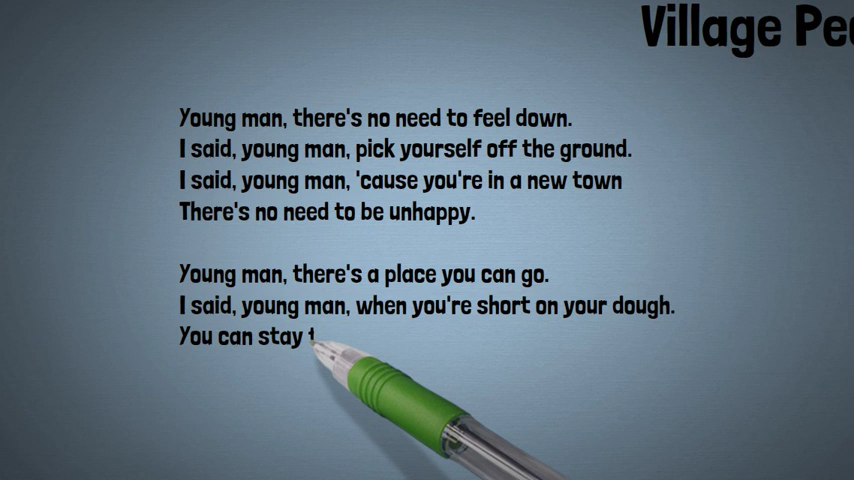 Village
Young man, there's no need to feel down.
I said, young man, pick yourself off the ground.
I said, young man, 'cause you're in a new town
There's no need to be unhappy.
Young man, there's a place you can go.
I said, young man, when you're short on your dough.
You can stay